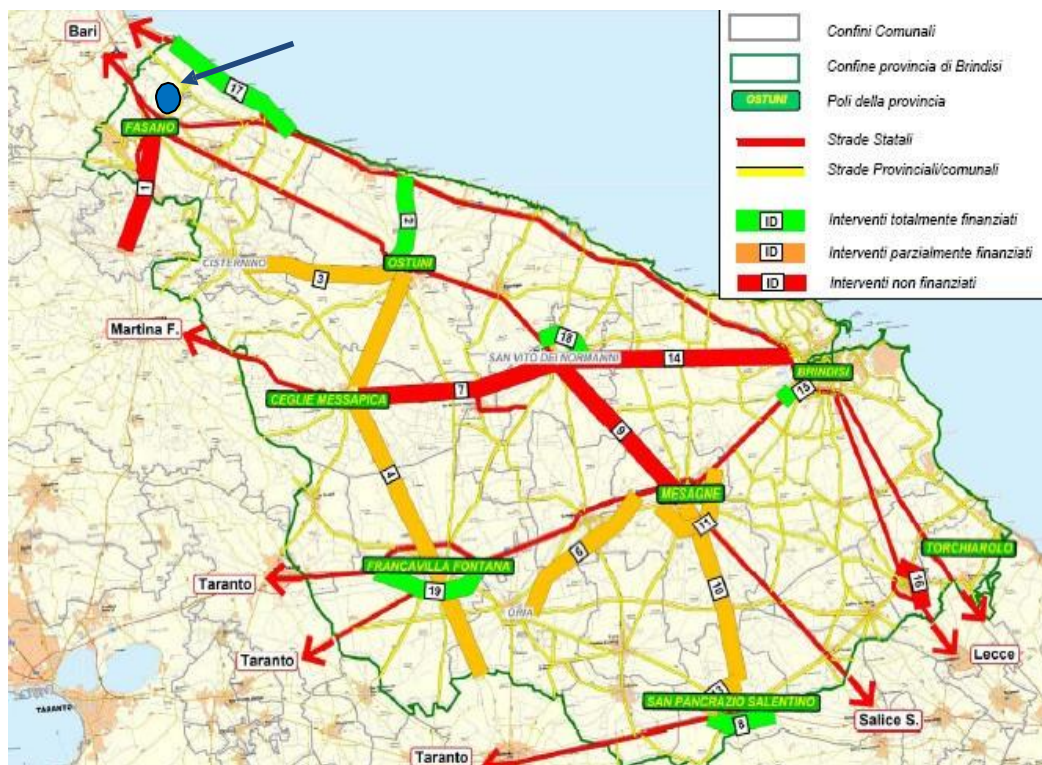 Bari
17
FASANO
1
2
CISTERNINO
3
OSTUNI
Martina F.
18
SAN VITO DEI NORMANNI
14
BRINDISI
15
CEGLIE MESSAPICA
7
9
4
MESAGNE
11
6
TORCHIAROLO
FRANCAVILLA FONTANA
Taranto
19
10
16
ORIA
Lecce
Taranto
SAN PANCRAZIO SALENTINO
8
Salice S.
TARANTO
Taranto
Confini Comunali
Confine provincia di Brindisi
OSTUNI
Poli della provincia
Strade Statali
Strade Provinciali/comunali
ID
Interventi totalmente finanziati
ID
Interventi parzialmente finanziati
ID
Interventi non finanziati